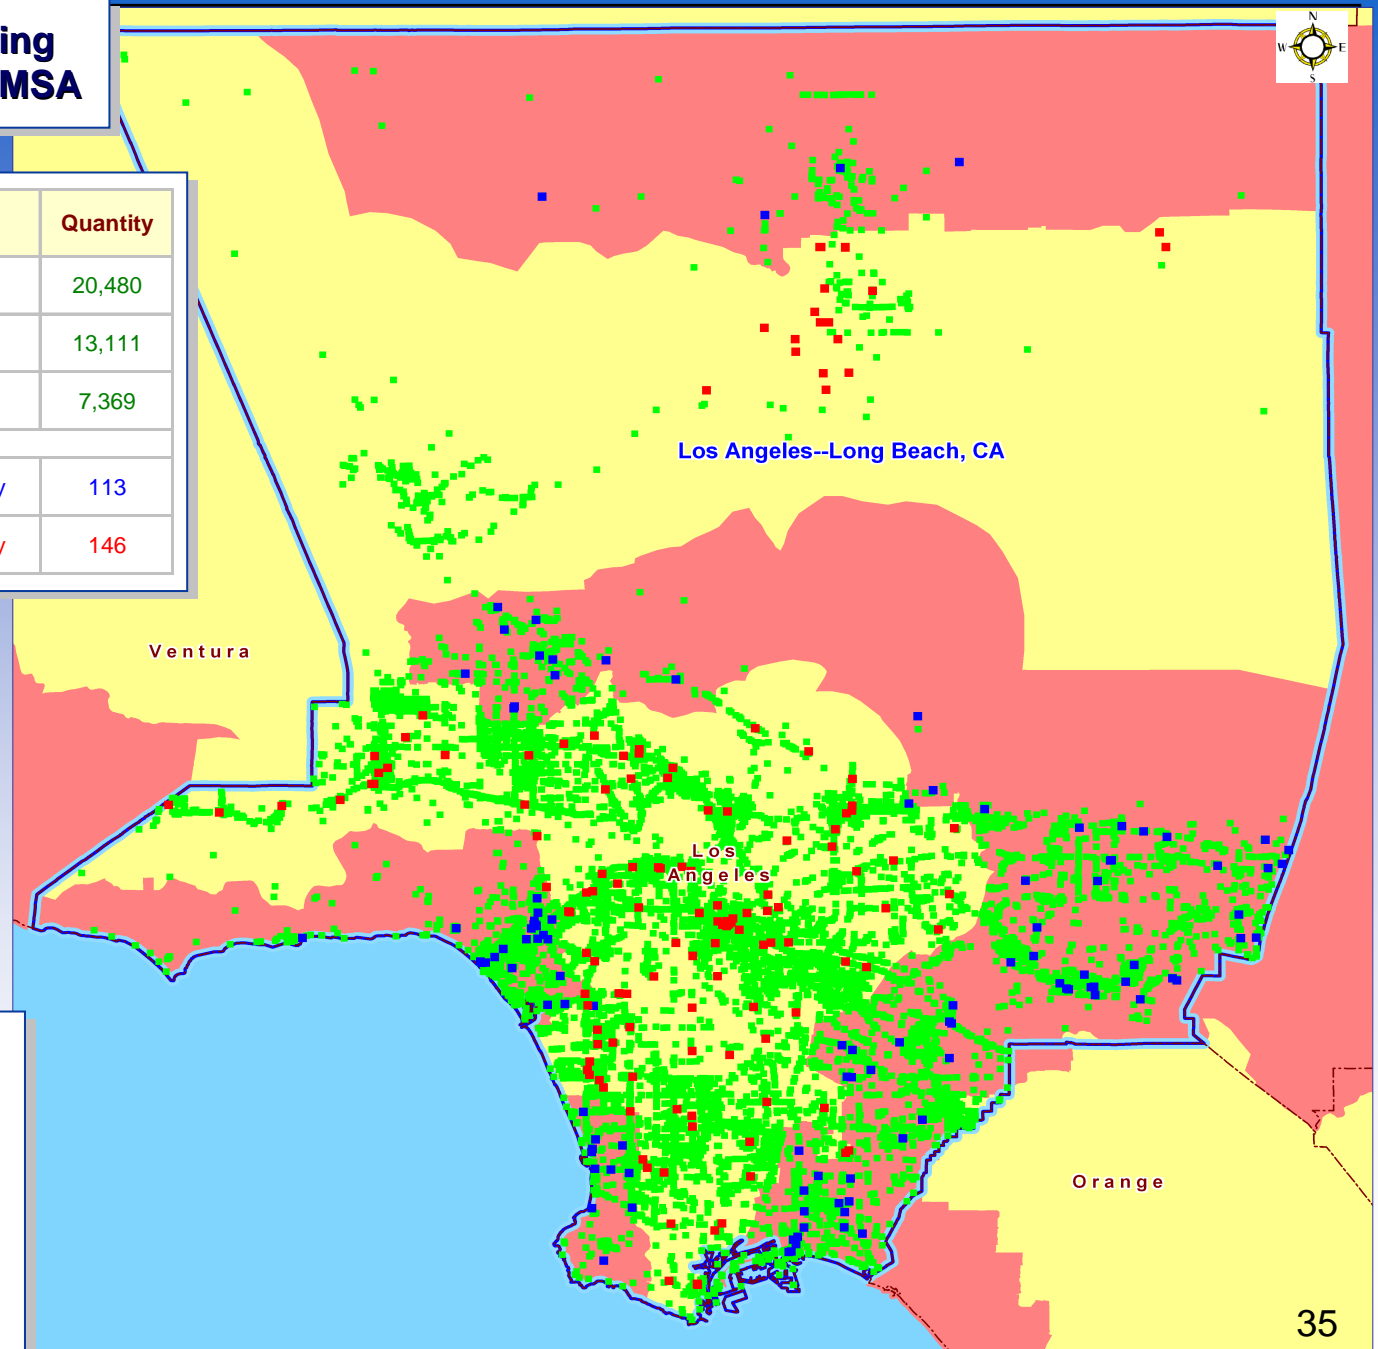 ing
MSA
N
W E
S
Quantity
20,480
13,111
7,369
y 113
y 146
Los Angeles--Long Beach, CA
Ventura
Los
Angeles
Orange
35